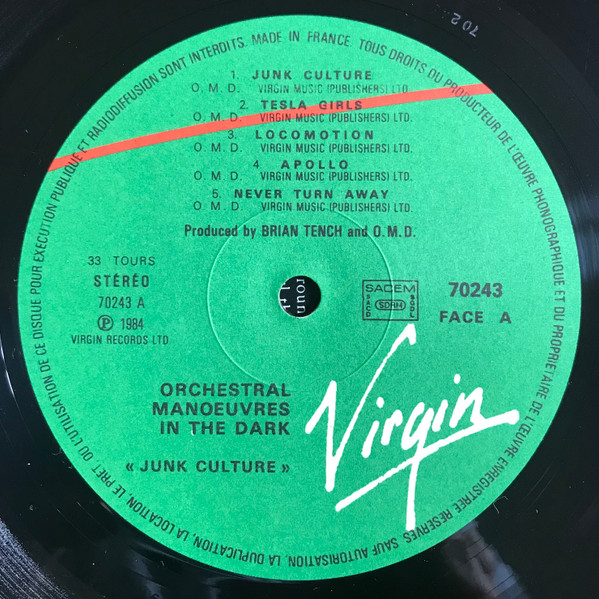 702
MADE IN FRANCE TOUS DROITS DU PRODUCTEUR DE L'ŒUVRE PHONOGRAPHIQUE ET DU PROPRIETAIRE DE L'ŒUVRE ENREGISTREE RESERVES SAUF AUTORISATION, LA DUPLICATION, LA LOCATION, LE PRET OU L'UTILISATION DE CE DISQUE POUR EXECUTION PUBLIQUE ET RADIODIFFUSION SONT INTERDITS.
1. JUNK CULTURE
O. M. D. VIRGIN MUSIC (PUBLISHERS) LTD.
2. TESLA GIRLS
O. M. D. VIRGIN MUSIC (PUBLISHERS) LTD.
3. LOCOMOTION
O. M. D. VIRGIN MUSIC (PUBLISHERS) LTD.
4 APOLLO
O. M. D. VIRGIN MUSIC (PUBLISHERS) LTD.
5. NEVER TURN AWAY
O. M. D. VIRGIN MUSIC (PUBLISHERS) LTD.
Produced by BRIAN TENCH and O.M.D.
33 TOURS
STÉRÉO
70243 A
Ⓟ 1984
VIRGIN RECORDS LTD
SACEM
SACD SDRM SGDL
70243
FACE A
ORCHESTRAL
MANOEUVRES
IN THE DARK
« JUNK CULTURE »
Virgin